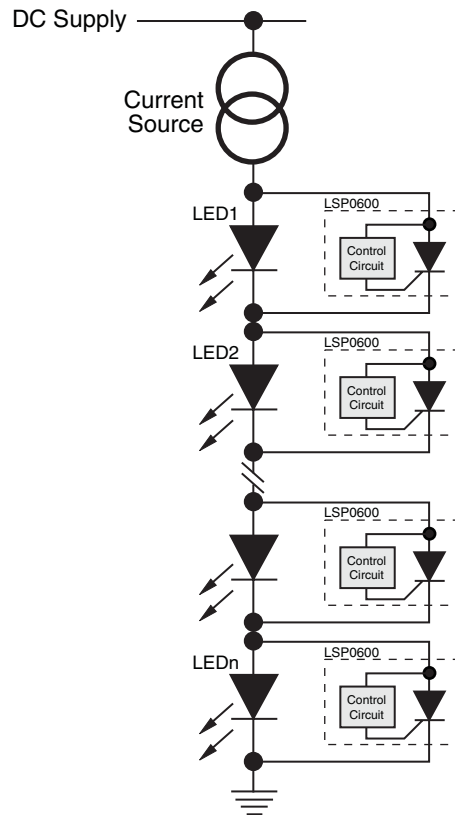 DC Supply
Current
Source
LED1
LSP0600
Control
Circuit
LED2
LSP0600
Control
Circuit
LSP0600
Control
Circuit
LEDn
LSP0600
Control
Circuit